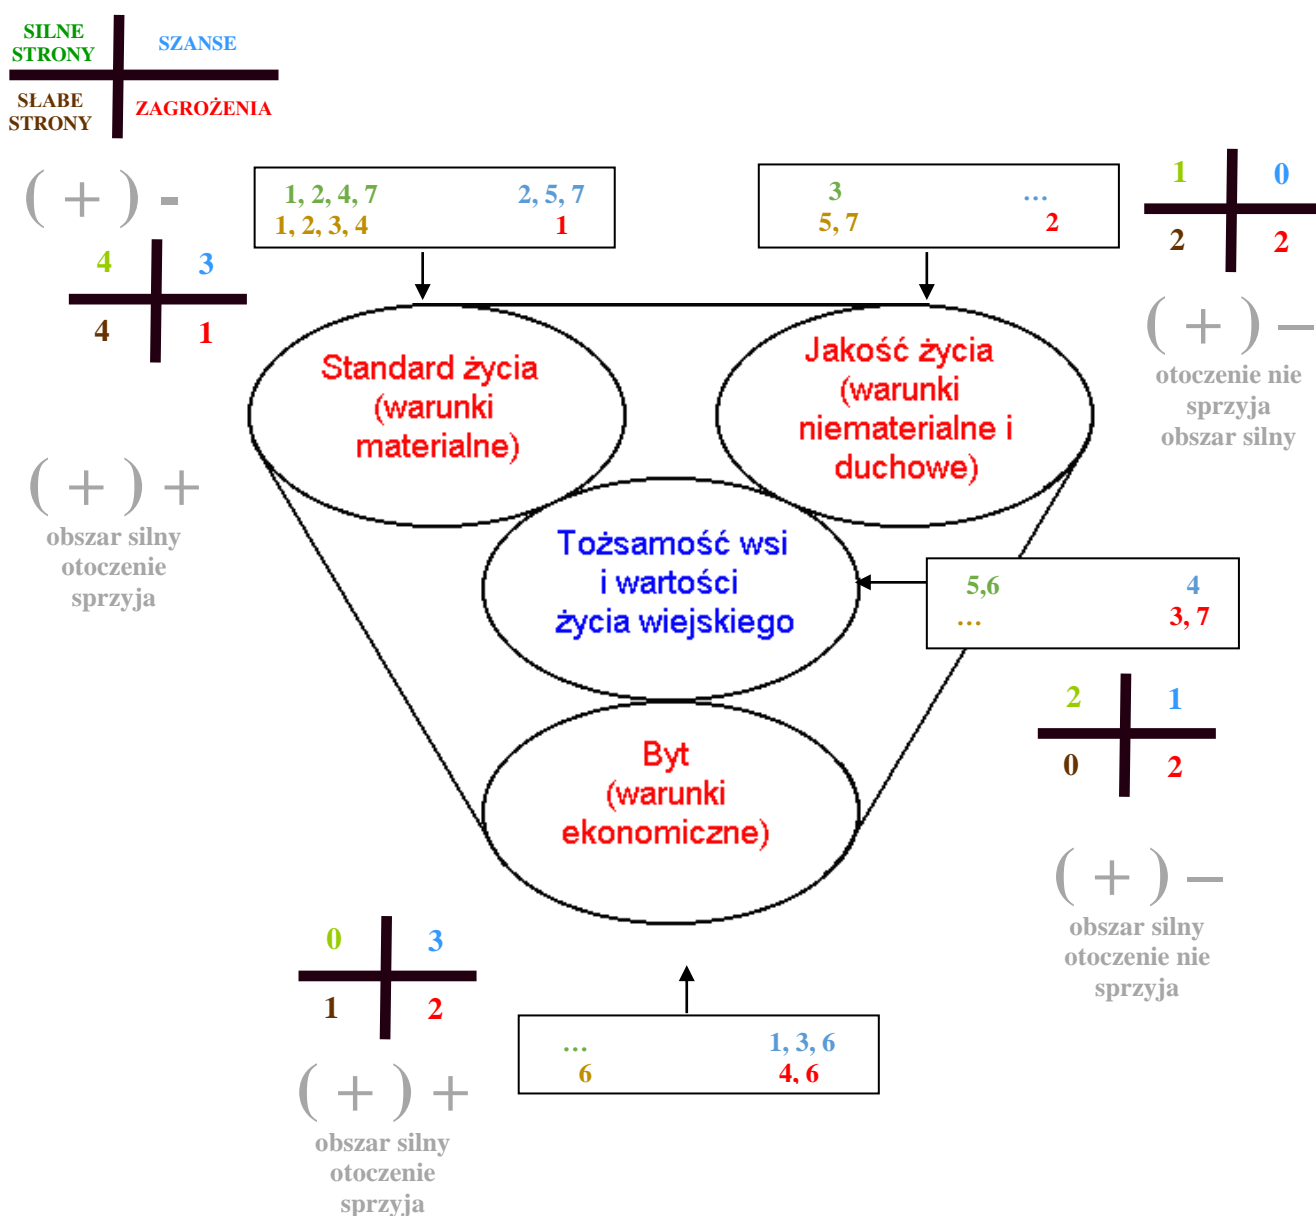 SILNE
STRONY
SZANSE
SŁABE
STRONY
ZAGROŻENIA
( + ) -
4 3
4 1
1, 2, 4, 7 2, 5, 7
1, 2, 3, 4 1
3 …
5, 7 2
1 0
2 2
( + ) –
otoczenie nie
sprzyja
obszar silny
Standard życia
(warunki
materialne)
Jakość życia
(warunki
niematerialne i
duchowe)
( + ) +
obszar silny
otoczenie
sprzyja
Tożsamość wsi
i wartości
życia wiejskiego
5,6 4
… 3, 7
2 1
0 2
( + ) –
obszar silny
otoczenie nie
sprzyja
Byt
(warunki
ekonomiczne)
0 3
1 2
( + ) +
obszar silny
otoczenie
sprzyja
… 1, 3, 6
6 4, 6